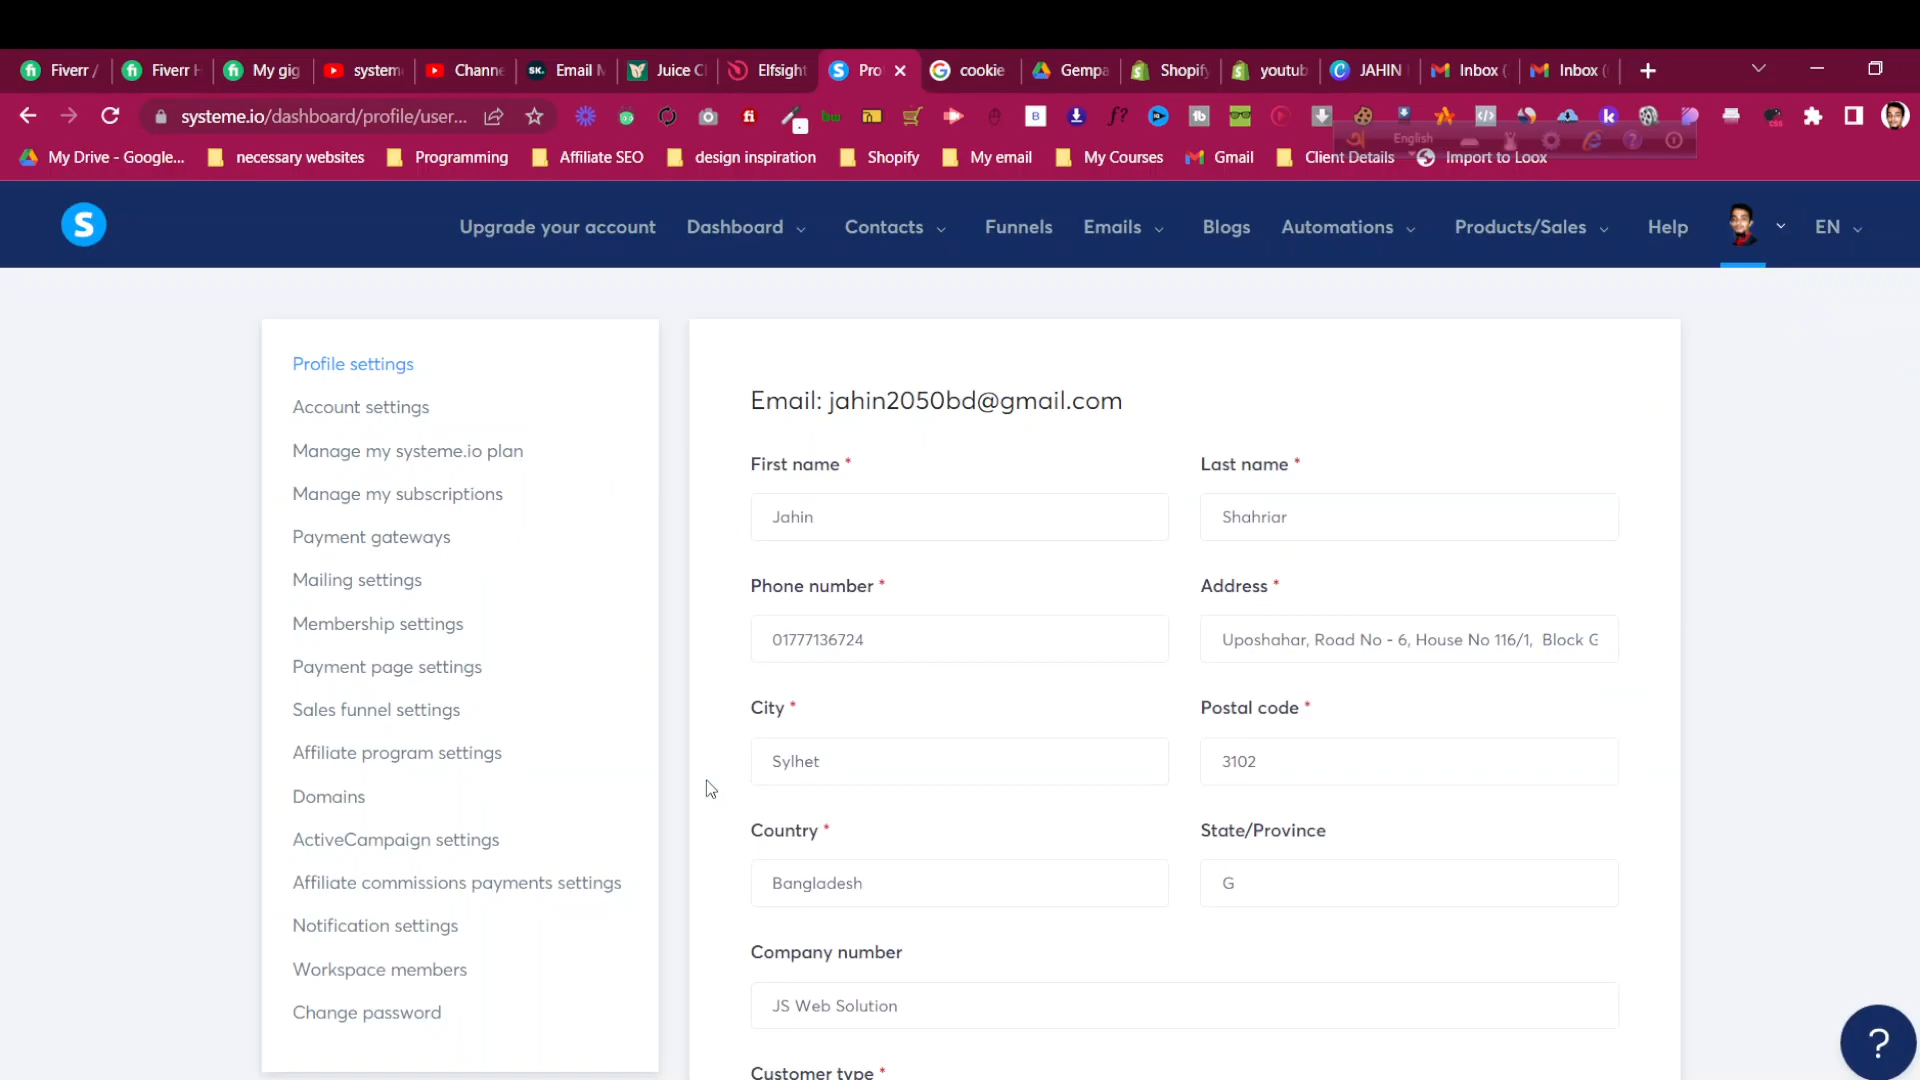 Fiverr /
Fiverr H
My gig
system
Channe
SK.
Email M
Juice Cl
Elfsight
Pro
cookie
Gempa
Shopify
youtub
JAHIN
Inbox (
Inbox (
systeme.io/dashboard/profile/user...
My Drive - Google...
necessary websites
Programming
Affiliate SEO
design inspiration
Shopify
My email
My Courses
Gmail
Client Details
Import to Loox
English
S
Upgrade your account
Dashboard
Contacts
Funnels
Emails
Blogs
Automations
Products/Sales
Help
EN
Profile settings
Account settings
Manage my systeme.io plan
Manage my subscriptions
Payment gateways
Mailing settings
Membership settings
Payment page settings
Sales funnel settings
Affiliate program settings
Domains
ActiveCampaign settings
Affiliate commissions payments settings
Notification settings
Workspace members
Change password
Email: jahin2050bd@gmail.com
First name *
Last name *
Jahin
Shahriar
Phone number *
Address *
01777136724
Uposhahar, Road No - 6, House No 116/1, Block G
City *
Postal code *
Sylhet
3102
Country *
State/Province
Bangladesh
G
Company number
JS Web Solution
Customer type *
?